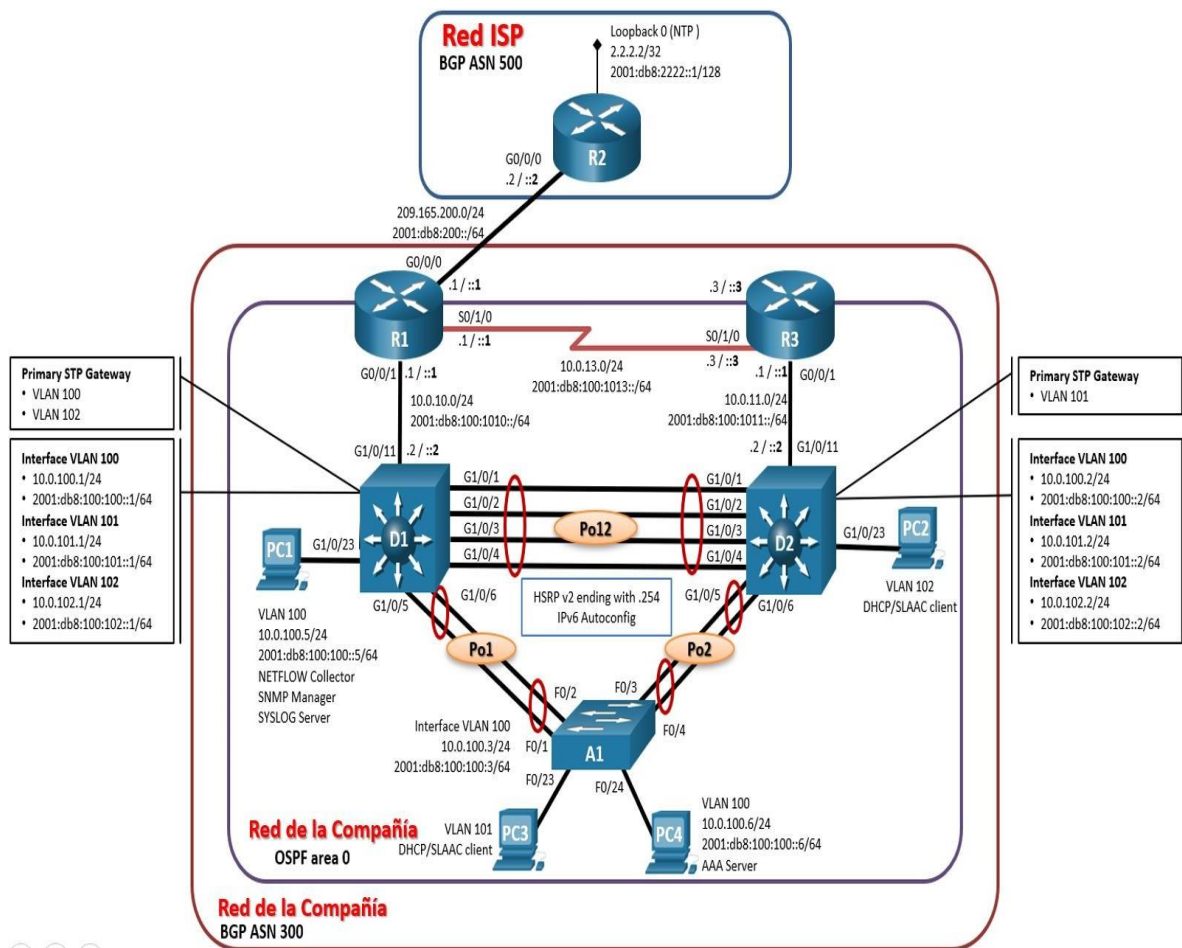 Red ISP
BGP ASN 500
Loopback 0 (NTP )
2.2.2.2/32
2001:db8:2222::1/128
R2
G0/0/0
.2 / ::2
209.165.200.0/24
2001:db8:200::/64
G0/0/0
.1 / ::1
R1
S0/1/0
.1 / ::1
.3 / ::3
R3
S0/1/0
.3 / ::3
10.0.13.0/24
2001:db8:100:1013::/64
G0/0/1
.1 / ::1
10.0.10.0/24
2001:db8:100:1010::/64
.1 / ::1
G0/0/1
10.0.11.0/24
2001:db8:100:1011::/64
Primary STP Gateway
• VLAN 100
• VLAN 102
Primary STP Gateway
• VLAN 101
Interface VLAN 100
• 10.0.100.1/24
• 2001:db8:100:100::1/64
Interface VLAN 101
• 10.0.101.1/24
• 2001:db8:100:101::1/64
Interface VLAN 102
• 10.0.102.1/24
• 2001:db8:100:102::1/64
Interface VLAN 100
• 10.0.100.2/24
• 2001:db8:100:100::2/64
Interface VLAN 101
• 10.0.101.2/24
• 2001:db8:100:101::2/64
Interface VLAN 102
• 10.0.102.2/24
• 2001:db8:100:102::2/64
G1/0/11
.2 / ::2
.2 / ::2
G1/0/11
G1/0/1
G1/0/2
G1/0/3
G1/0/4
G1/0/1
G1/0/2
G1/0/3
G1/0/4
Po12
D1
D2
PC1
G1/0/23
G1/0/23
PC2
VLAN 102
DHCP/SLAAC client
G1/0/5
G1/0/6
HSRP v2 ending with .254
IPv6 Autoconfig
G1/0/5
G1/0/6
VLAN 100
10.0.100.5/24
2001:db8:100:100::5/64
NETFLOW Collector
SNMP Manager
SYSLOG Server
Po1
Po2
F0/2
F0/3
F0/1
F0/4
A1
Interface VLAN 100
10.0.100.3/24
2001:db8:100:100:3/64
F0/23
F0/24
VLAN 101
DHCP/SLAAC client
PC3
PC4
VLAN 100
10.0.100.6/24
2001:db8:100:100::6/64
AAA Server
Red de la Compañía
OSPF area 0
Red de la Compañía
BGP ASN 300